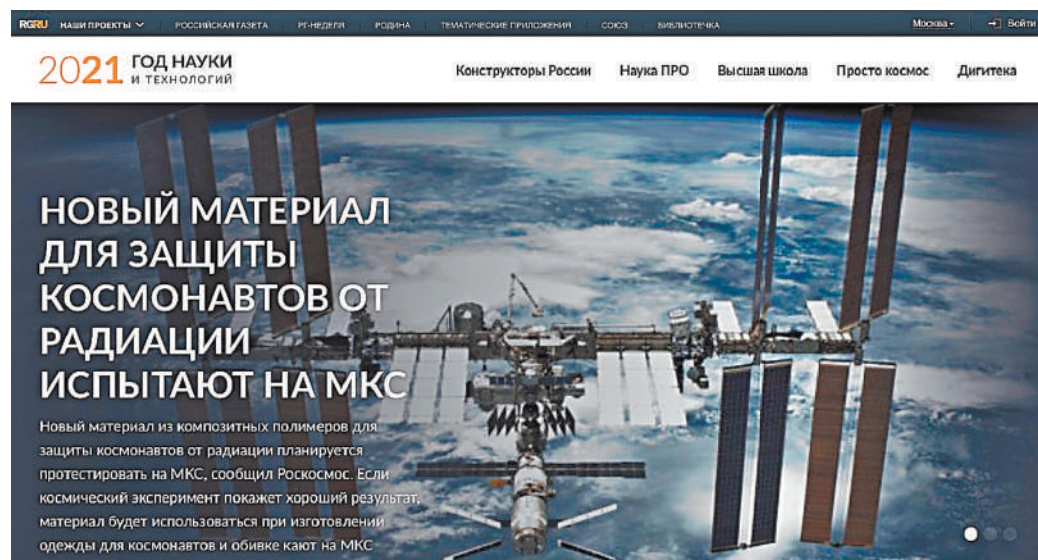 RGRU НАШИ ПРОЕКТЫ РОССИЙСКАЯ ГАЗЕТА РГ-НЕДЕЛЯ РОДИНА ТЕМАТИЧЕСКИЕ ПРИЛОЖЕНИЯ СОЮЗ БИБЛИОТЕЧКА Москва Войти
2021 ГОД НАУКИ
И ТЕХНОЛОГИЙ
Конструкторы России Наука ПРО Высшая школа Просто космос Дигитека
НОВЫЙ МАТЕРИАЛ
ДЛЯ ЗАЩИТЫ
КОСМОНАВТОВ ОТ
РАДИАЦИИ
ИСПЫТАЮТ НА МКС
Новый материал из композитных полимеров для
защиты космонавтов от радиации планируется
протестировать на МКС, сообщил Роскосмос. Если
космический эксперимент покажет хороший результат,
материал будет использоваться при изготовлении
одежды для космонавтов и обивке кают на МКС